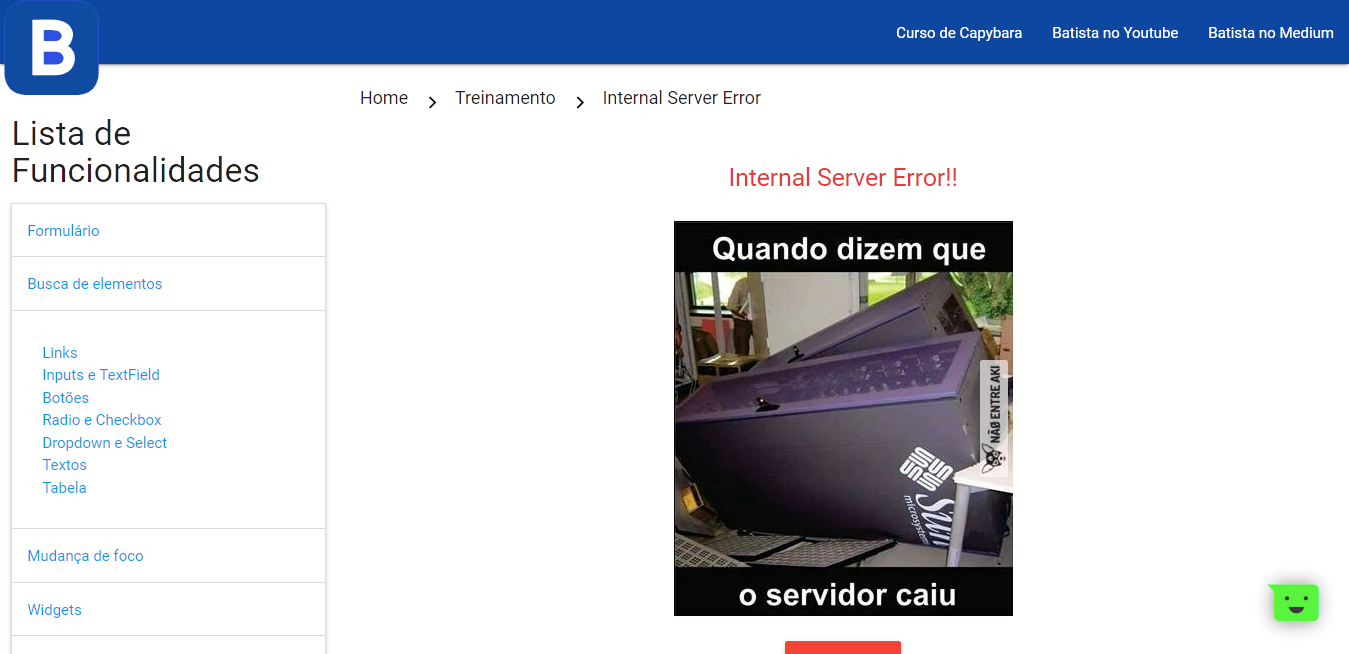 B
Curso de Capybara
Batista no Youtube
Batista no Medium
Home
Treinamento
Internal Server Error
Lista de
Funcionalidades
Formulário
Busca de elementos
Links
Inputs e TextField
Botões
Radio e Checkbox
Dropdown e Select
Textos
Tabela
Mudança de foco
Widgets
Internal Server Error!!
Quando dizem que
NÃO ENTRE AKI
Sun
microsystems
o servidor caiu